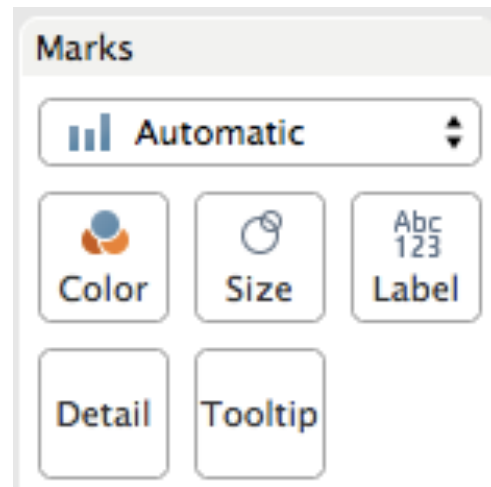 Marks
Automatic
Abc
123
Color
Size
Label
Detail
Tooltip